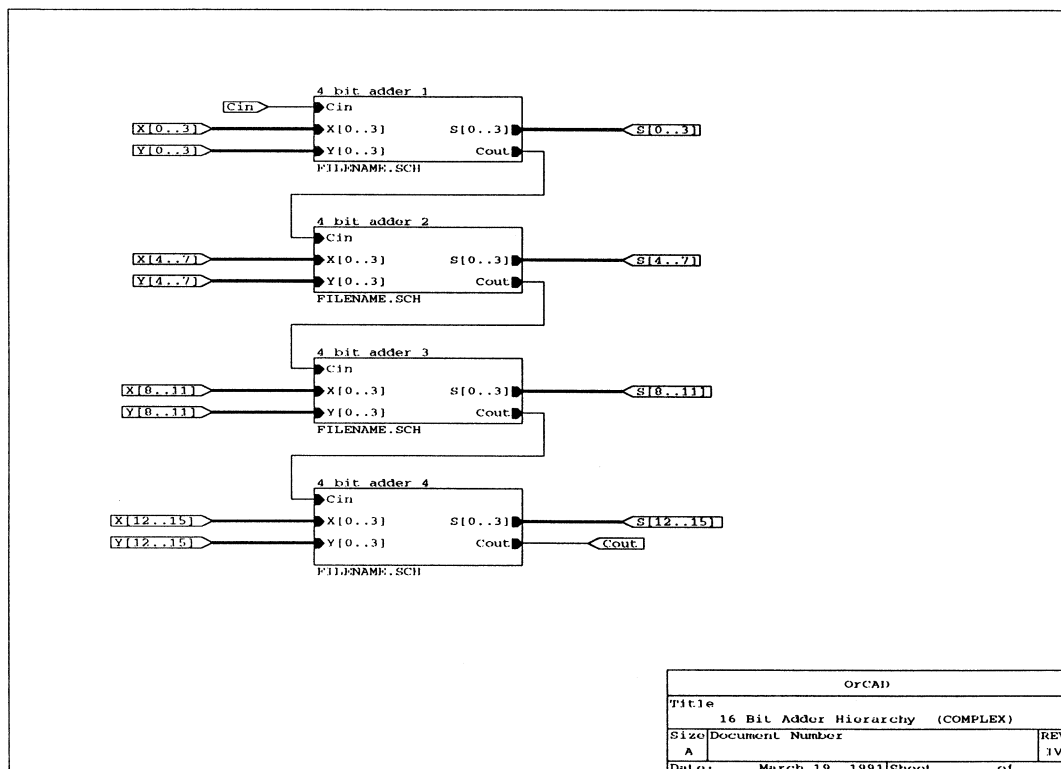 4 bit adder 1
Cin
Cin
X[0..3]
X[0..3]
S[0..3]
S[0..3]
Y[0..3]
Y[0..3]
Cout
FILENAME.SCH
4 bit adder 2
Cin
X[4..7]
X[0..3]
S[0..3]
S[4..7]
Y[4..7]
Y[0..3]
Cout
FILENAME.SCH
4 bit adder 3
Cin
X[8..11]
X[0..3]
S[0..3]
S[8..11]
Y[8..11]
Y[0..3]
Cout
FILENAME.SCH
4 bit adder 4
Cin
X[12..15]
X[0..3]
S[0..3]
S[12..15]
Y[12..15]
Y[0..3]
Cout
Cout
FILENAME.SCH
OrCAD
Title
16 Bit Adder Hierarchy (COMPLEX)
Size Document Number
REV
A
Date: March 19, 1991 Sheet of